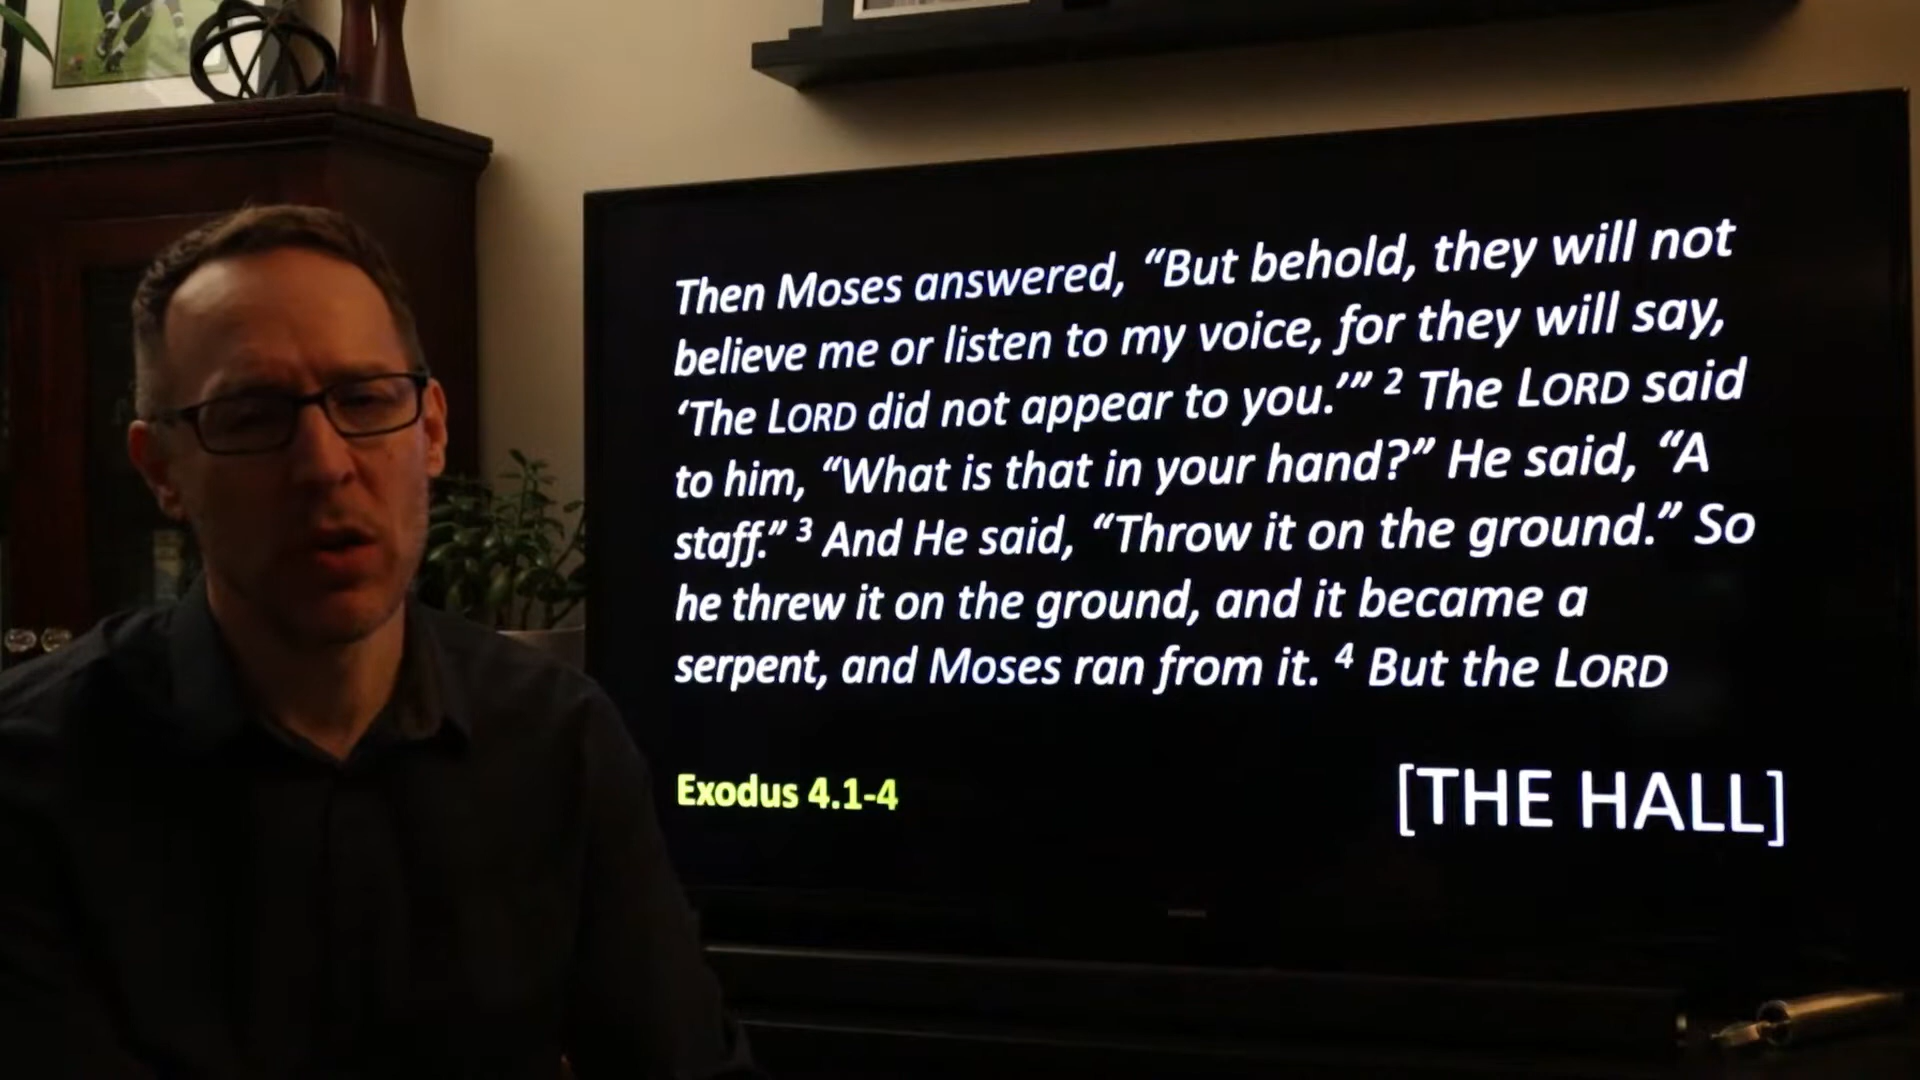 Then Moses answered, “But behold, they will not
believe me or listen to my voice, for they will say,
‘The LORD did not appear to you.’” ² The LORD said
to him, “What is that in your hand?” He said, “A
staff.” ³ And He said, “Throw it on the ground.” So
he threw it on the ground, and it became a
serpent, and Moses ran from it. ⁴ But the LORD
Exodus 4.1-4
[THE HALL]